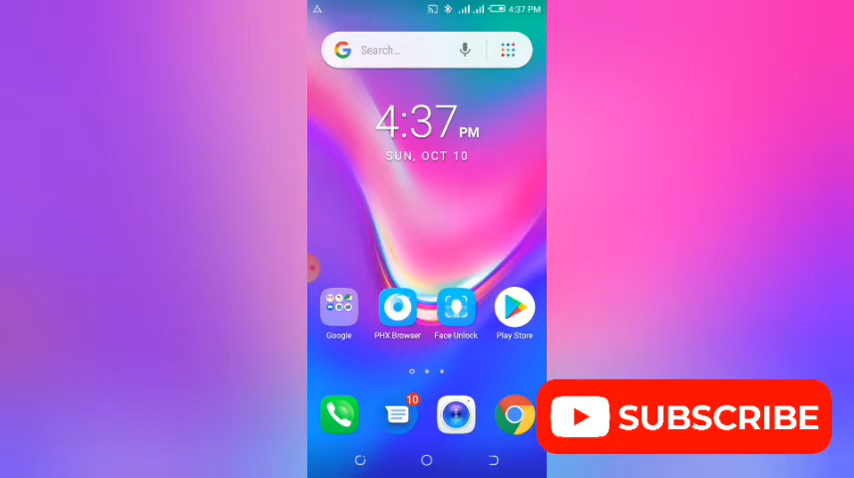 4:37 PM
Search...
4:37 PM
SUN, OCT 10
Google
PHX Browser
Face Unlock
Play Store
10
SUBSCRIBE